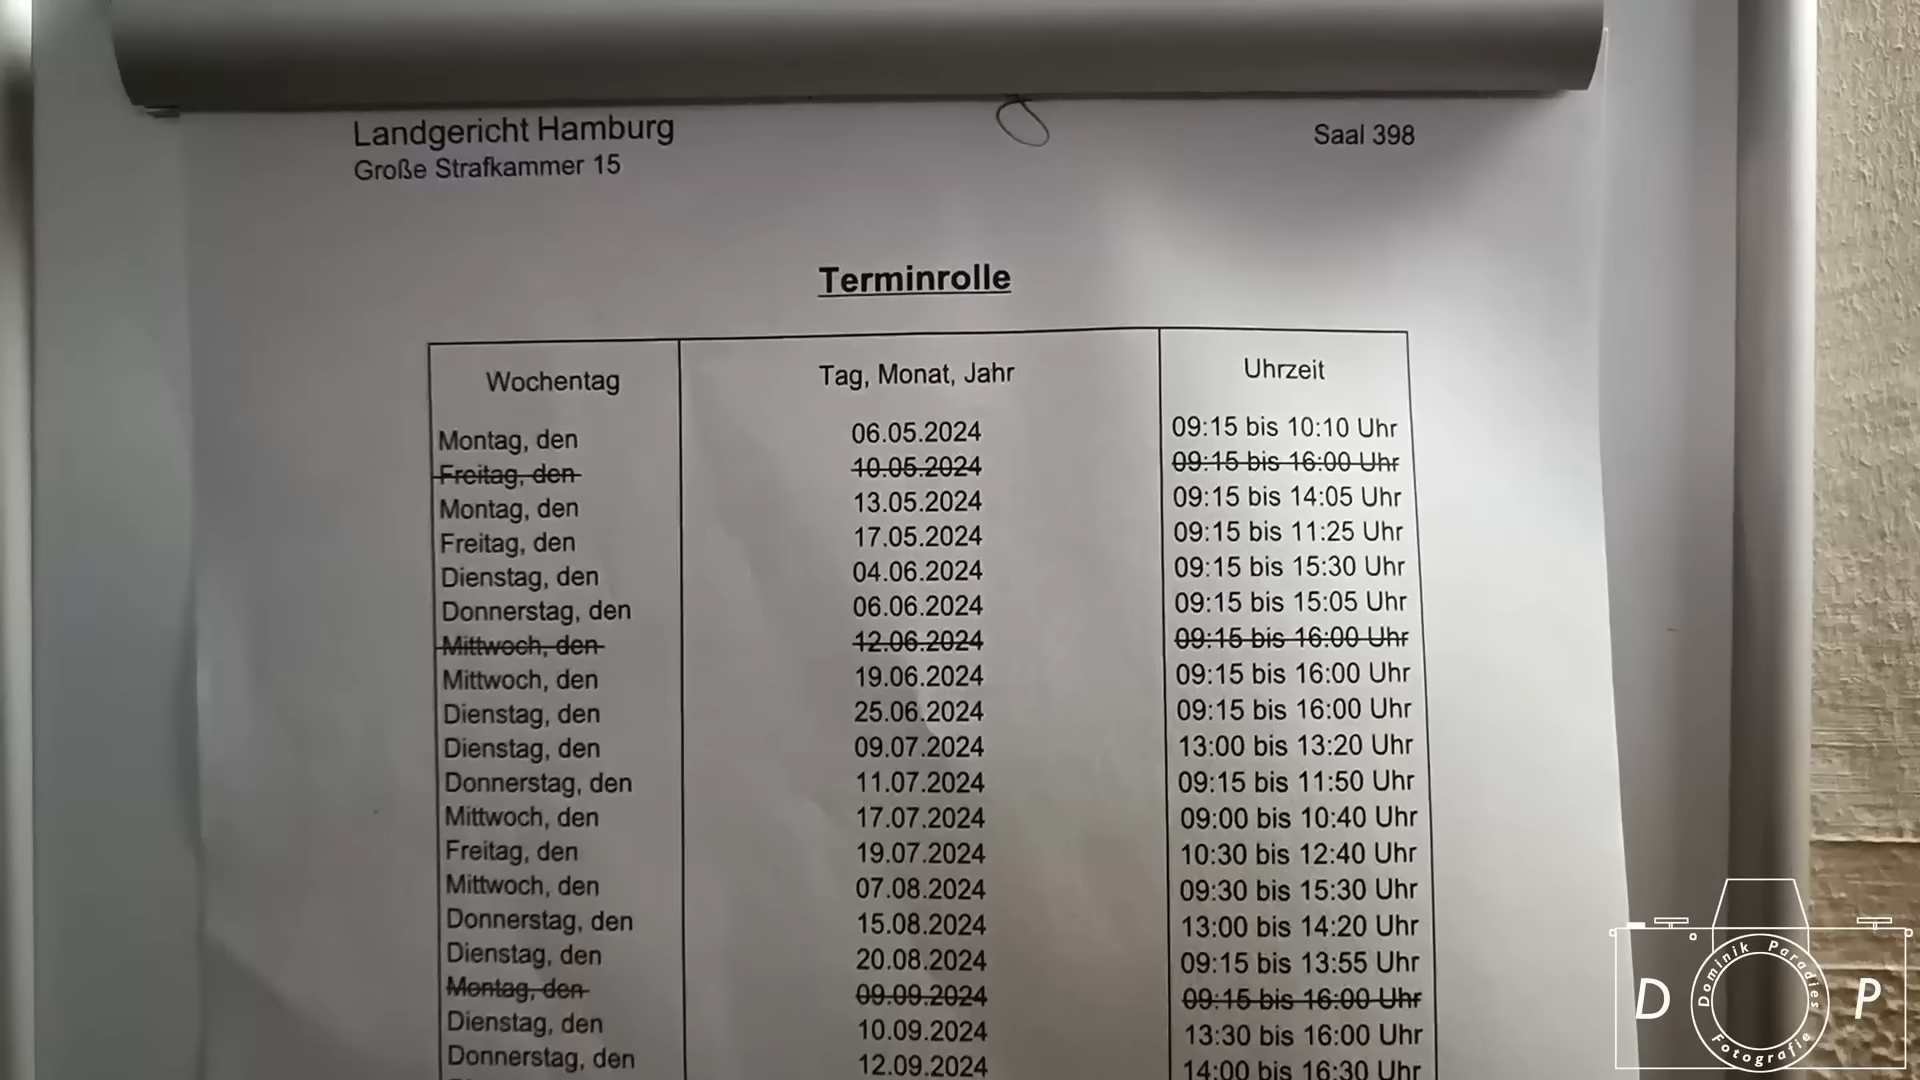 Landgericht Hamburg
Große Strafkammer 15
Saal 398
Terminrolle
Wochentag Tag, Monat, Jahr Uhrzeit
Montag, den 06.05.2024 09:15 bis 10:10 Uhr
Freitag, den 10.05.2024 09:15 bis 16:00 Uhr
Montag, den 13.05.2024 09:15 bis 14:05 Uhr
Freitag, den 17.05.2024 09:15 bis 11:25 Uhr
Dienstag, den 04.06.2024 09:15 bis 15:30 Uhr
Donnerstag, den 06.06.2024 09:15 bis 15:05 Uhr
Mittwoch, den 12.06.2024 09:15 bis 16:00 Uhr
Mittwoch, den 19.06.2024 09:15 bis 16:00 Uhr
Dienstag, den 25.06.2024 09:15 bis 16:00 Uhr
Dienstag, den 09.07.2024 13:00 bis 13:20 Uhr
Donnerstag, den 11.07.2024 09:15 bis 11:50 Uhr
Mittwoch, den 17.07.2024 09:00 bis 10:40 Uhr
Freitag, den 19.07.2024 10:30 bis 12:40 Uhr
Mittwoch, den 07.08.2024 09:30 bis 15:30 Uhr
Donnerstag, den 15.08.2024 13:00 bis 14:20 Uhr
Dienstag, den 20.08.2024 09:15 bis 13:55 Uhr
Montag, den 09.09.2024 09:15 bis 16:00 Uhr
Dienstag, den 10.09.2024 13:30 bis 16:00 Uhr
Donnerstag, den 12.09.2024 14:00 bis 16:30 Uhr
D P
Dominik Paradies
Fotografie